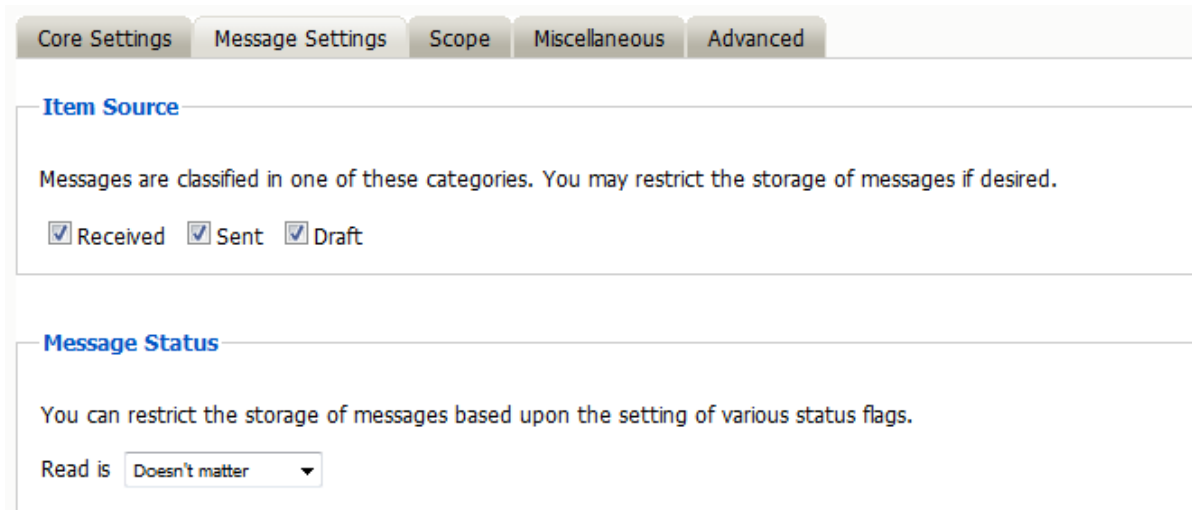 Core Settings Message Settings Scope Miscellaneous Advanced
Item Source
Messages are classified in one of these categories. You may restrict the storage of messages if desired.
Received Sent Draft
Message Status
You can restrict the storage of messages based upon the setting of various status flags.
Read is Doesn't matter